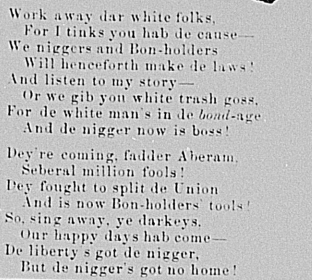 Work away dar white folks,
For I tinks you hab de cause—
We niggers and Bon-holders
Will henceforth make de laws!
And listen to my story—
Or we gib you white trash goss,
For de white man's in de bond-age
And de nigger now is boss!
Dey're coming, fadder Aberam,
Seberal million fools!
Dey fought to split de Union
And is now Bon-holders' tools!
So, sing away, ye darkeys,
Our happy days hab come—
De liberty's got de nigger,
But de nigger's got no home!